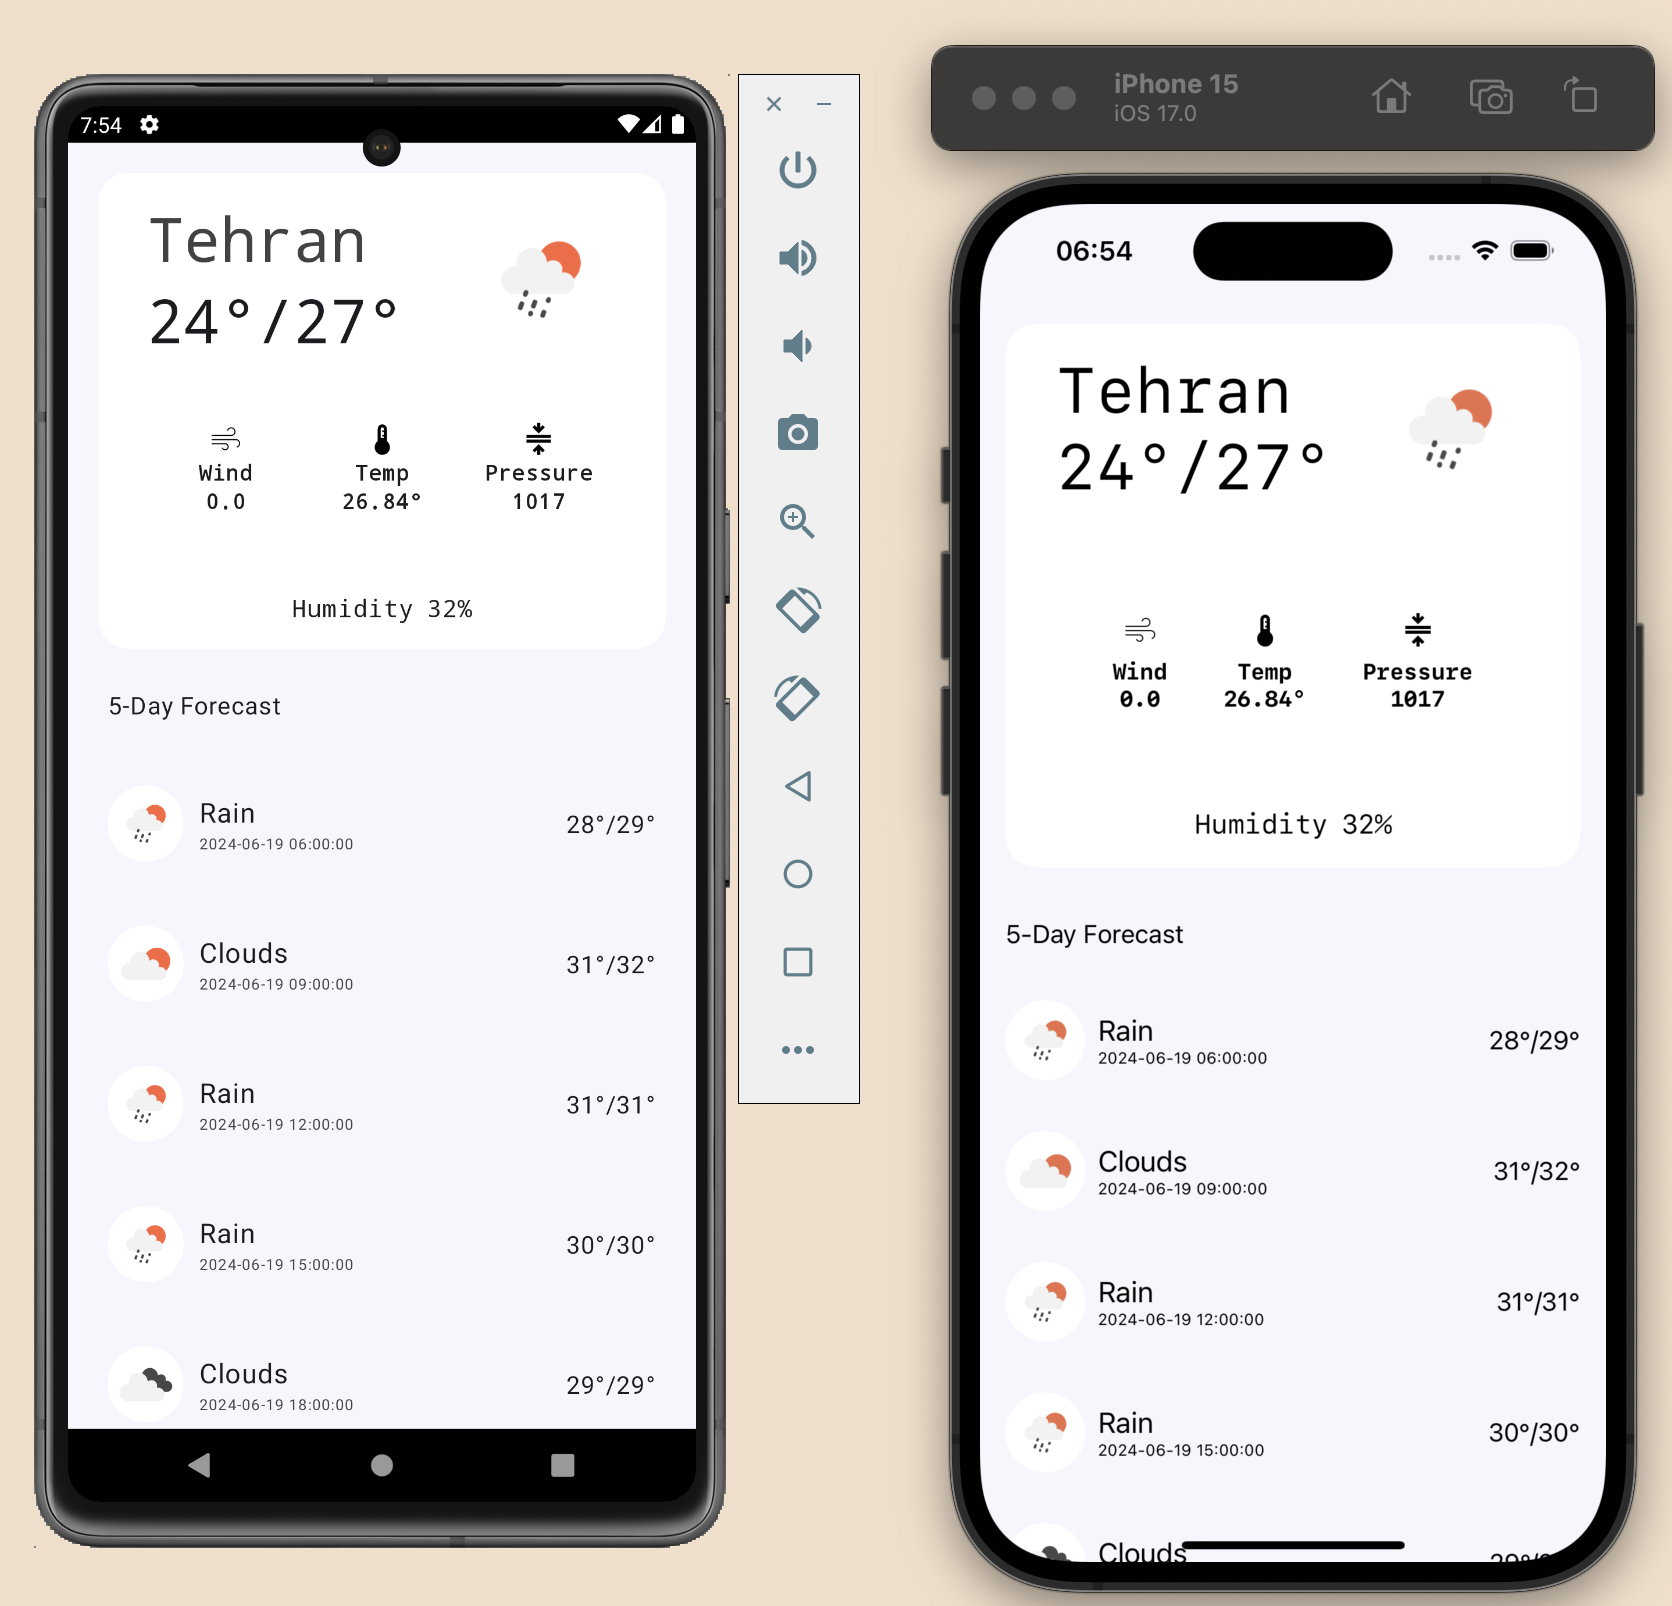 7:54
Tehran
24°/27°
Wind
0.0
Temp
26.84°
Pressure
1017
Humidity 32%
5-Day Forecast
Rain
2024-06-19 06:00:00
28°/29°
Clouds
2024-06-19 09:00:00
31°/32°
Rain
2024-06-19 12:00:00
31°/31°
Rain
2024-06-19 15:00:00
30°/30°
Clouds
2024-06-19 18:00:00
29°/29°
iPhone 15
iOS 17.0
06:54
Tehran
24°/27°
Wind
0.0
Temp
26.84°
Pressure
1017
Humidity 32%
5-Day Forecast
Rain
2024-06-19 06:00:00
28°/29°
Clouds
2024-06-19 09:00:00
31°/32°
Rain
2024-06-19 12:00:00
31°/31°
Rain
2024-06-19 15:00:00
30°/30°
Clouds